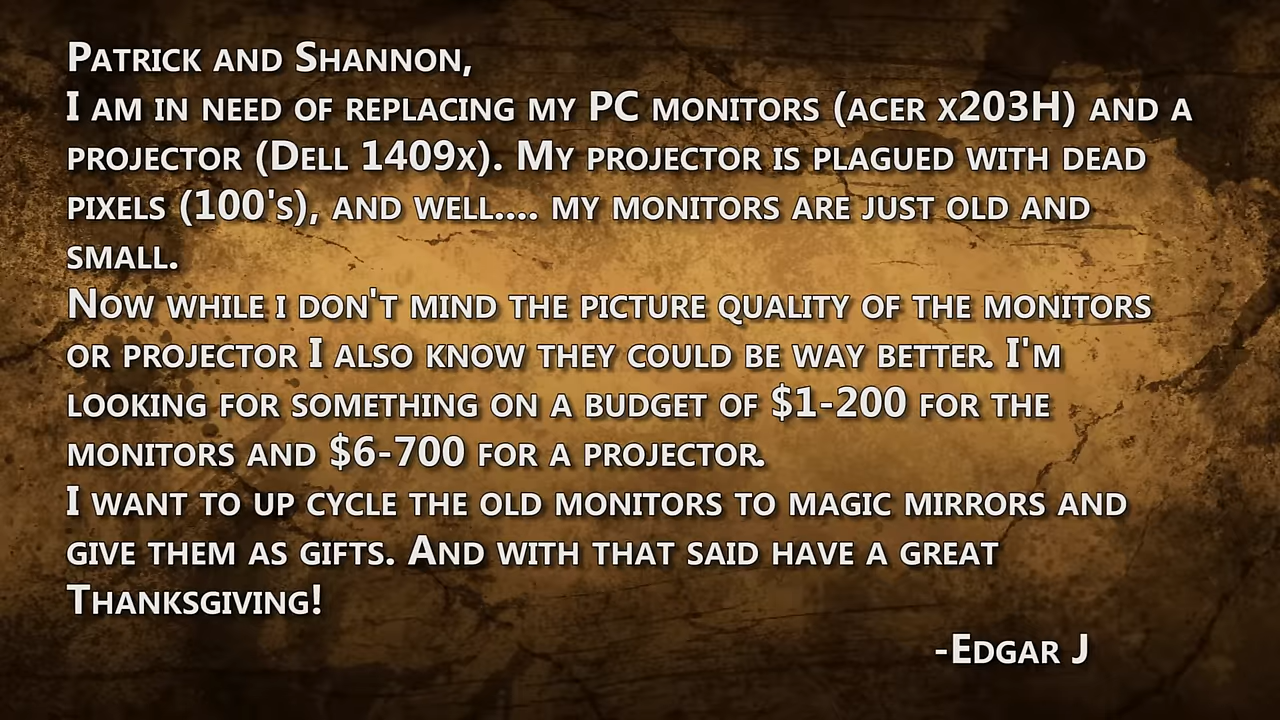 Patrick and Shannon,
I am in need of replacing my PC monitors (acer x203H) and a
projector (Dell 1409x). My projector is plagued with dead
pixels (100's), and well.... my monitors are just old and
small.
Now while i don't mind the picture quality of the monitors
or projector I also know they could be way better. I'm
looking for something on a budget of $1-200 for the
monitors and $6-700 for a projector.
I want to up cycle the old monitors to magic mirrors and
give them as gifts. And with that said have a great
Thanksgiving!
-Edgar J